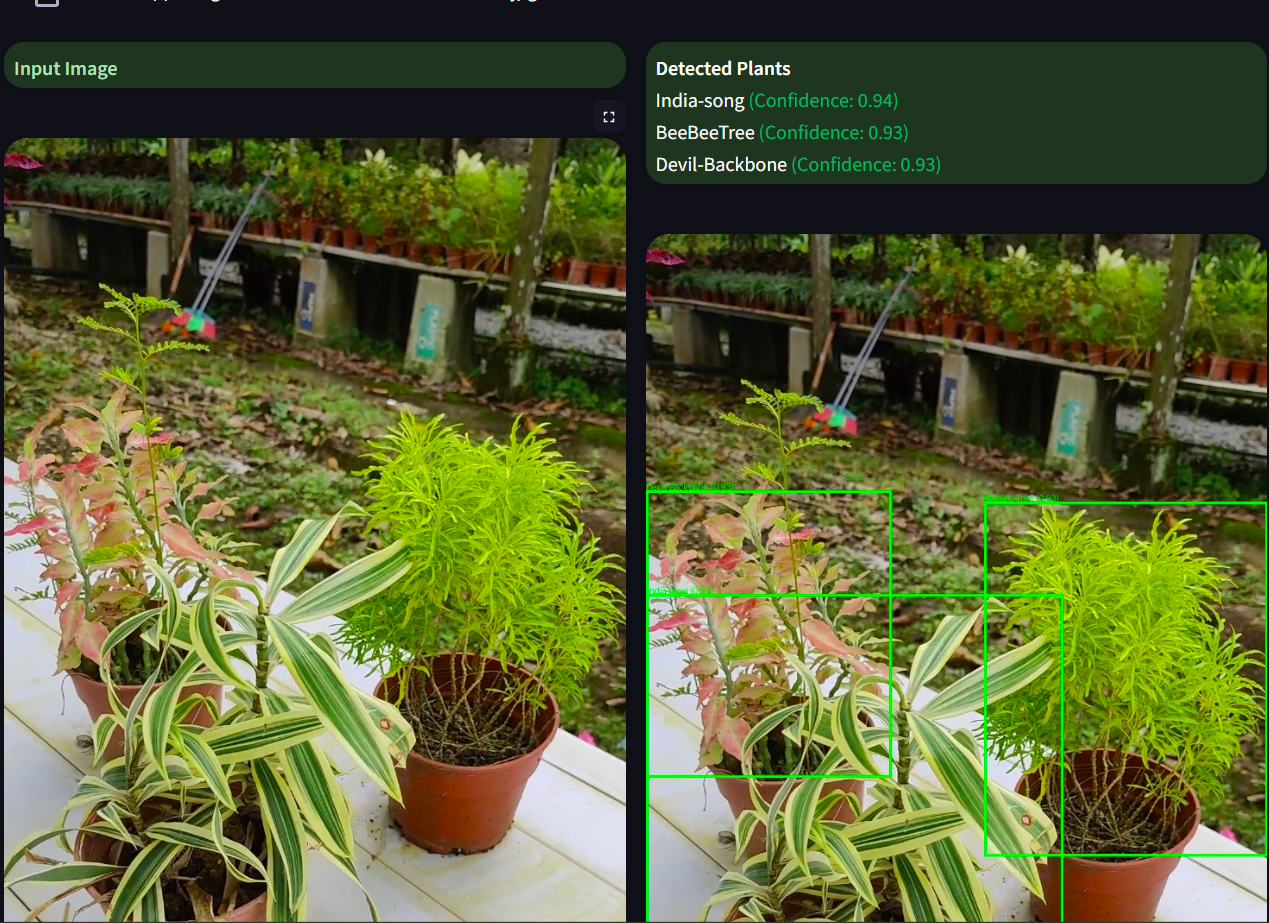 Input Image
Detected Plants
India-song (Confidence: 0.94)
BeeBeeTree (Confidence: 0.93)
Devil-Backbone (Confidence: 0.93)